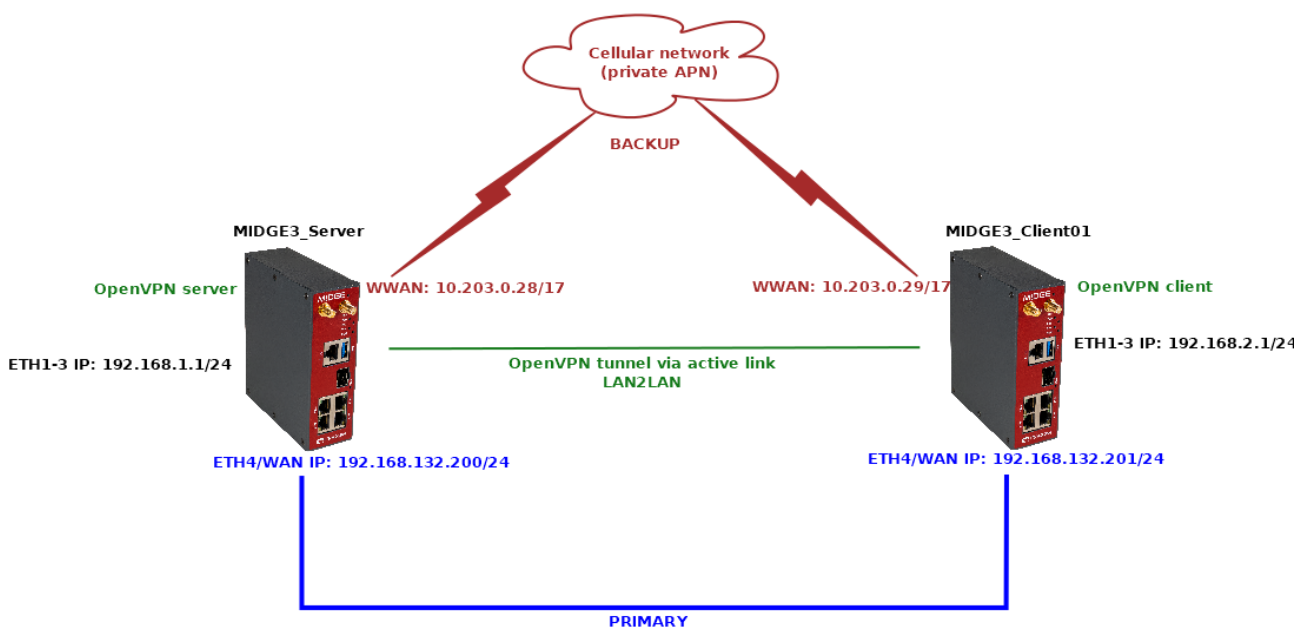 Cellular network
(private APN)
BACKUP
MIDGE3_Server
MIDGE3_Client01
OpenVPN server
WWAN: 10.203.0.28/17
WWAN: 10.203.0.29/17
OpenVPN client
MIDGE
MIDGE
ETH1-3 IP: 192.168.1.1/24
ETH1-3 IP: 192.168.2.1/24
OpenVPN tunnel via active link
LAN2LAN
ETH4/WAN IP: 192.168.132.200/24
ETH4/WAN IP: 192.168.132.201/24
PRIMARY